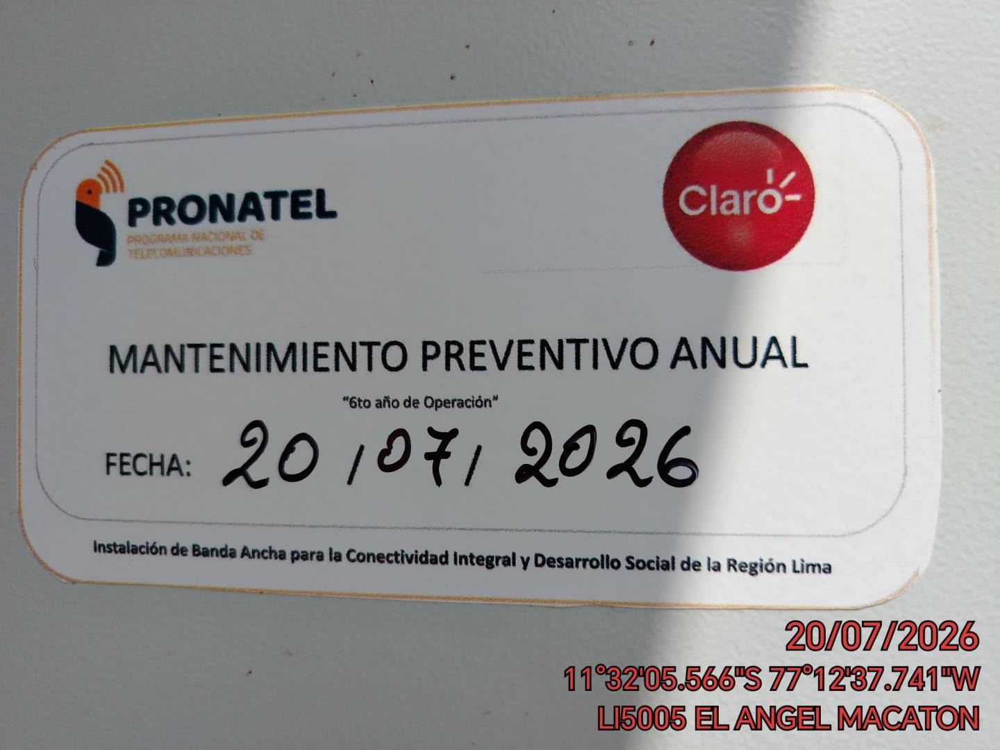 PRONATEL
PROGRAMA NACIONAL DE
TELECOMUNICACIONES
Claro
MANTENIMIENTO PREVENTIVO ANUAL
"6to año de Operación"
FECHA: 20 / 07 / 2026
Instalación de Banda Ancha para la Conectividad Integral y Desarrollo Social de la Región Lima
20/07/2026
11°32'05.566"S 77°12'37.741"W
LI5005 EL ANGEL MACATON